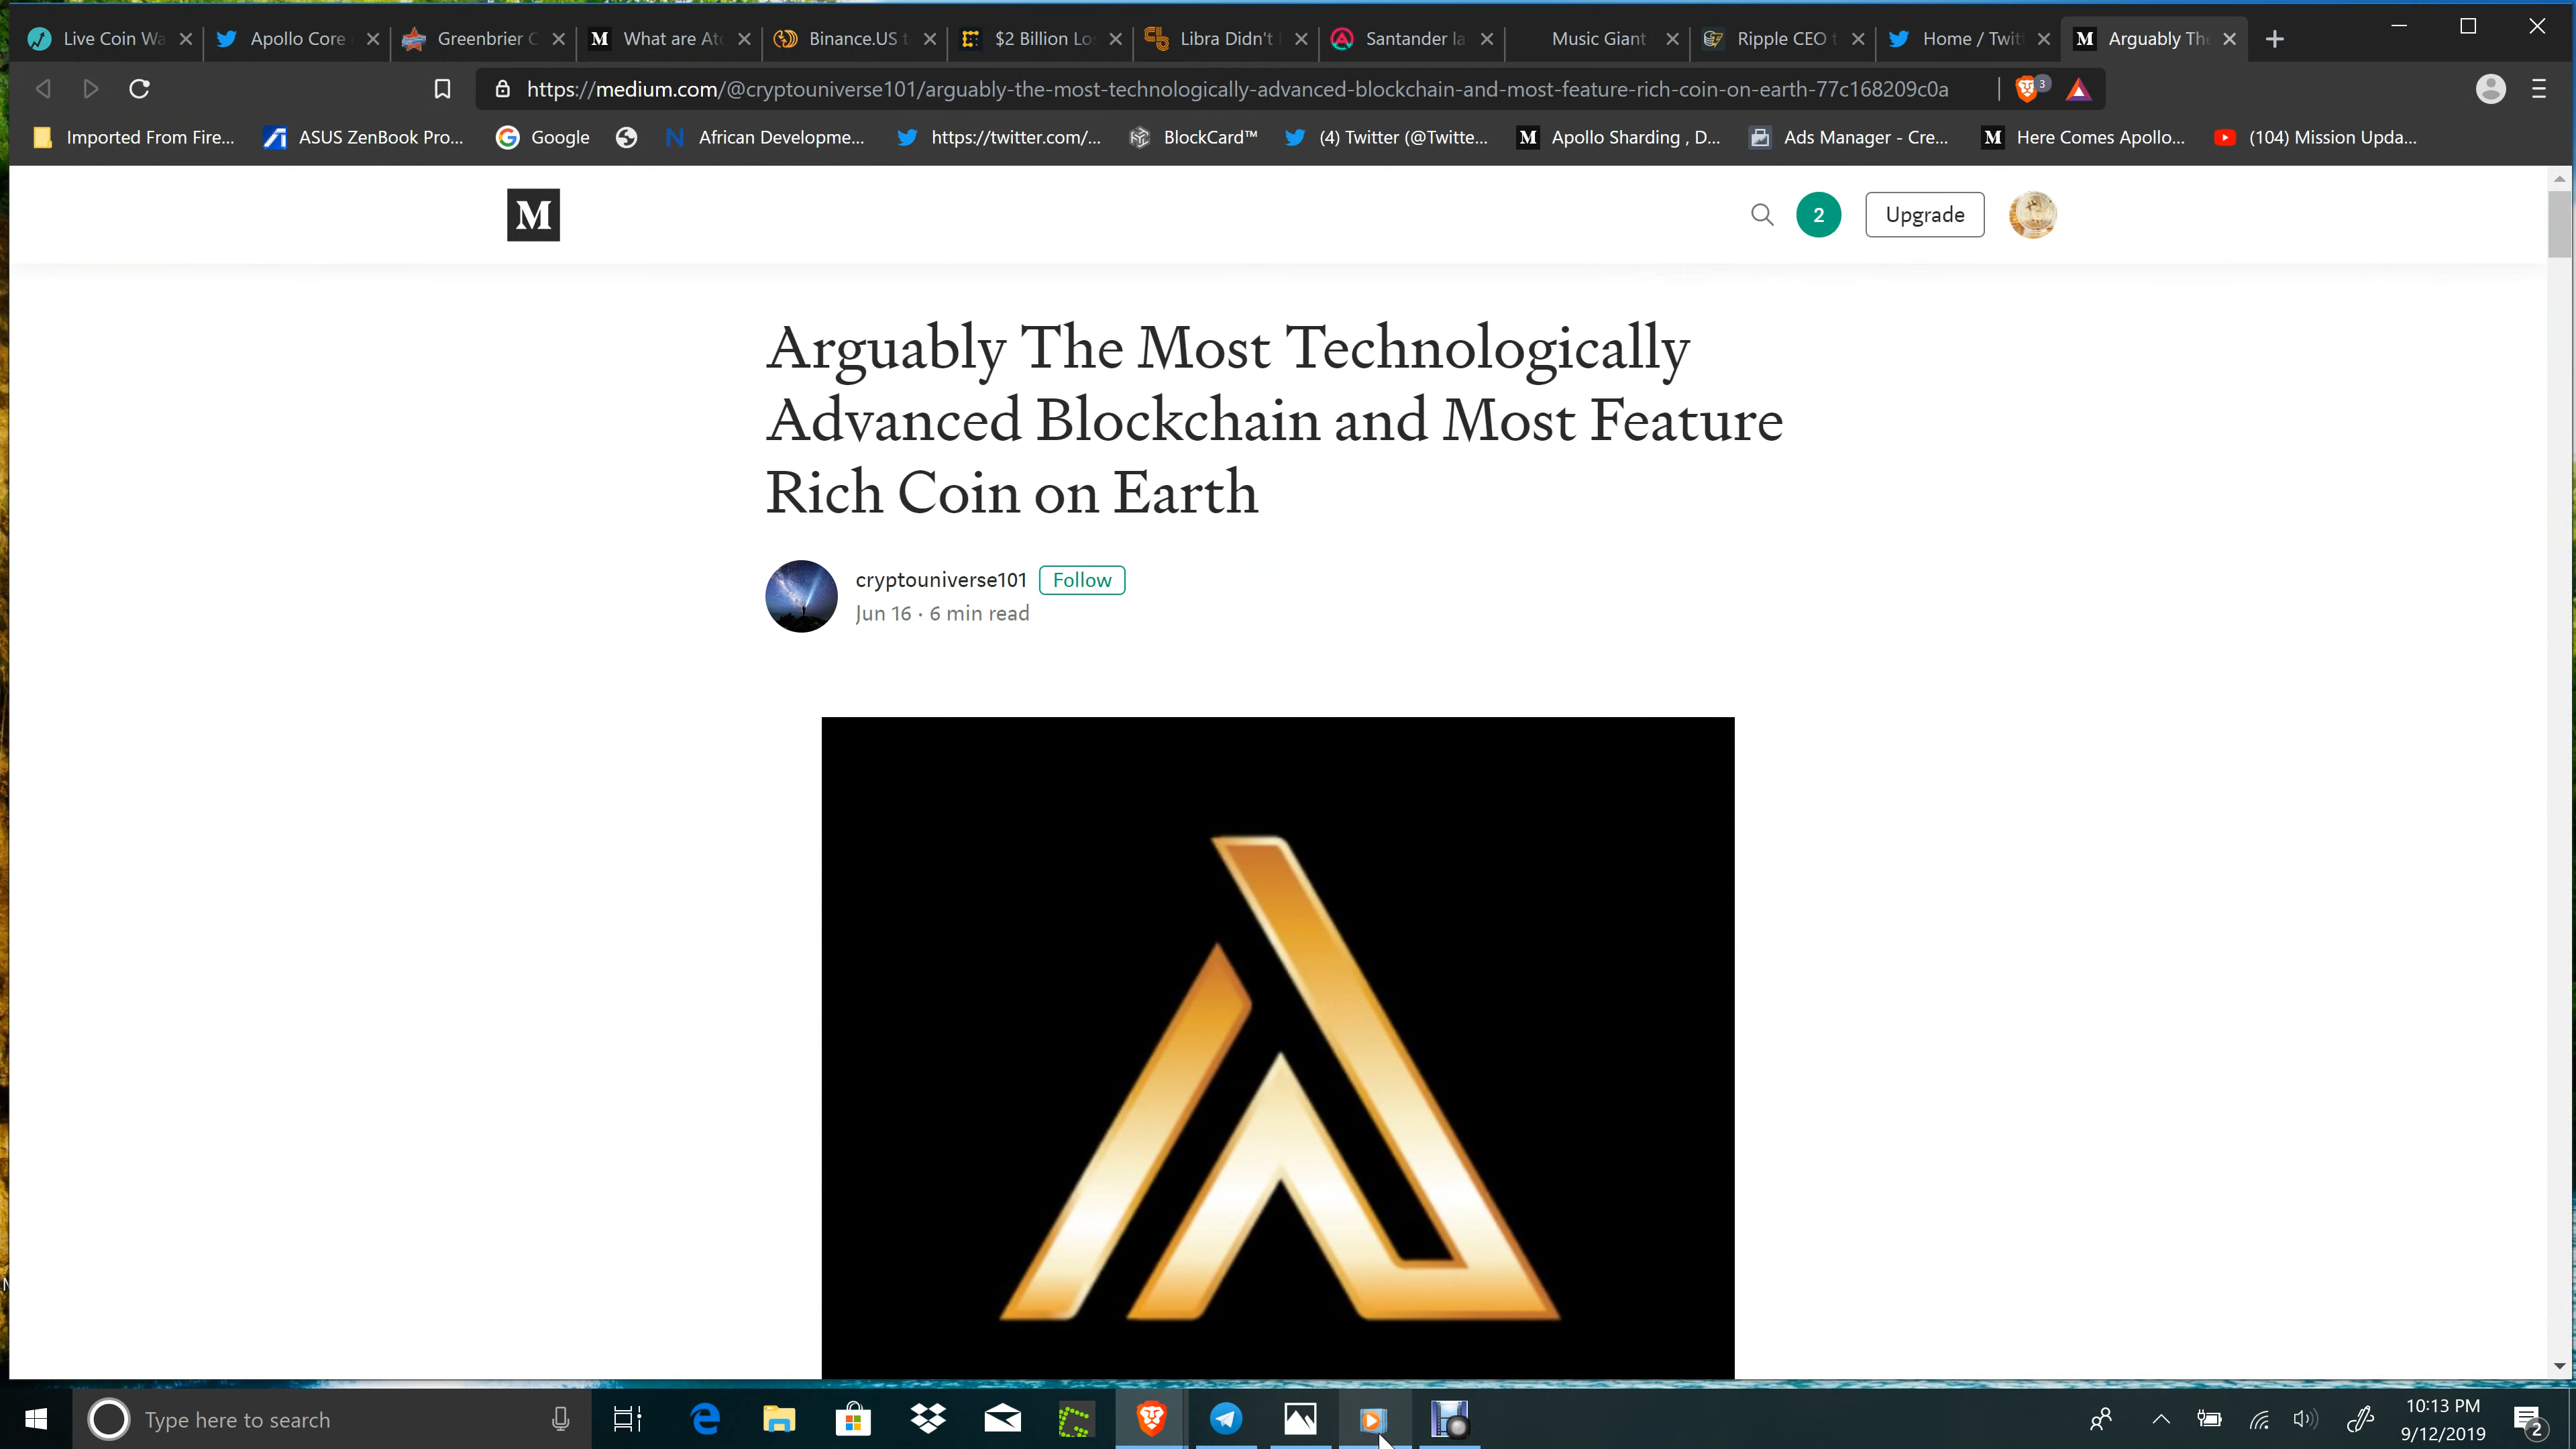 Live Coin Wa
Apollo Core
Greenbrier C
What are Ato
Binance.US t
$2 Billion Lo
Libra Didn't
Santander la
Music Giant
Ripple CEO t
Home / Twit
Arguably The
https://medium.com/@cryptouniverse101/arguably-the-most-technologically-advanced-blockchain-and-most-feature-rich-coin-on-earth-77c168209c0a
3
Imported From Fire...
ASUS ZenBook Pro...
Google
African Developme...
https://twitter.com/...
BlockCard™
(4) Twitter (@Twitte...
Apollo Sharding , D...
Ads Manager - Cre...
Here Comes Apollo...
(104) Mission Upda...
M
2
Upgrade
Arguably The Most Technologically
Advanced Blockchain and Most Feature
Rich Coin on Earth
cryptouniverse101 Follow
Jun 16 · 6 min read
Type here to search
10:13 PM
9/12/2019
2